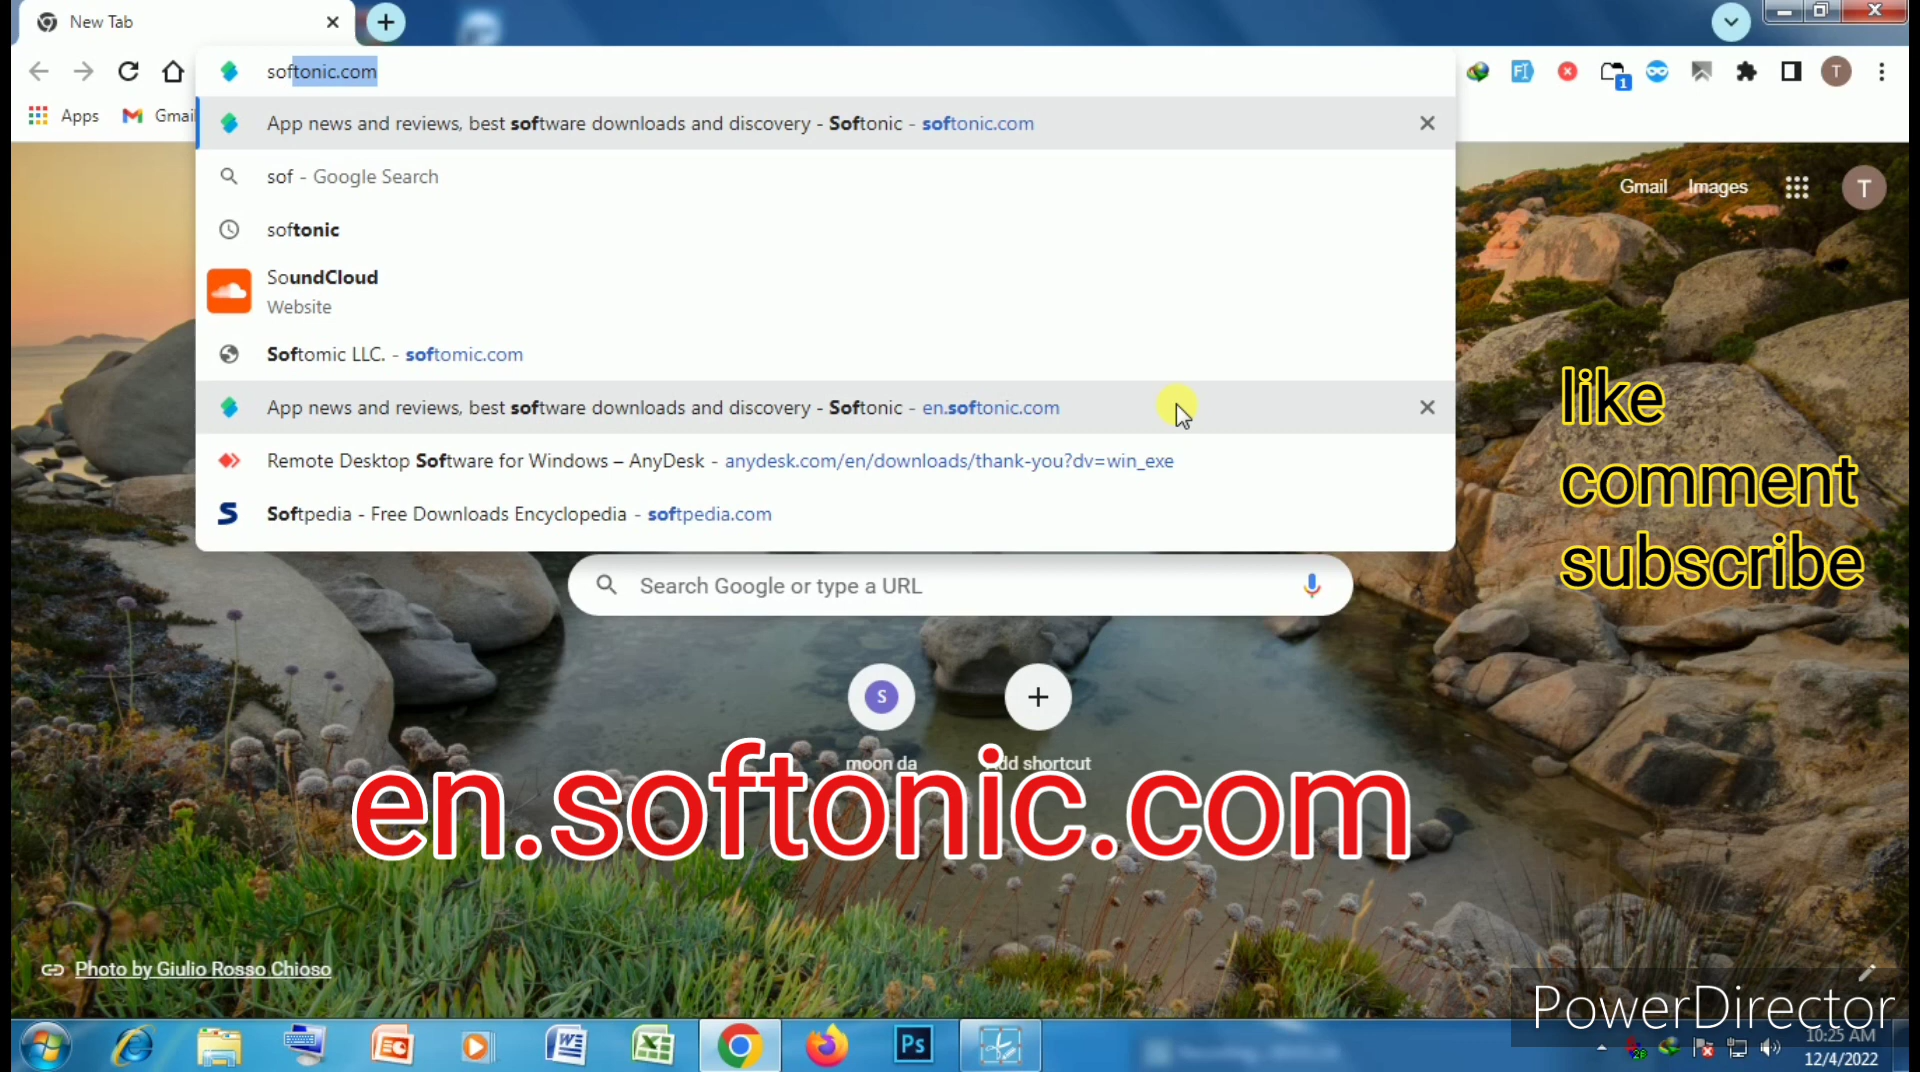 New Tab
softonic.com
Apps
Gmai
App news and reviews, best software downloads and discovery - Softonic - softonic.com
sof - Google Search
softonic
SoundCloud
Website
Softomic LLC. - softomic.com
App news and reviews, best software downloads and discovery - Softonic - en.softonic.com
Remote Desktop Software for Windows – AnyDesk - anydesk.com/en/downloads/thank-you?dv=win_exe
Softpedia - Free Downloads Encyclopedia - softpedia.com
1
T
Gmail Images
T
like
comment
subscribe
Search Google or type a URL
S
moon da
Add shortcut
en.softonic.com
Photo by Giulio Rosso Chioso
PowerDirector
Ps
10:25 AM
12/4/2022